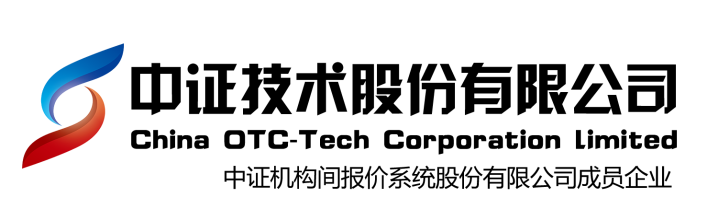 中证技术股份有限公司
China OTC-Tech Corporation Limited
中证机构间报价系统股份有限公司成员企业